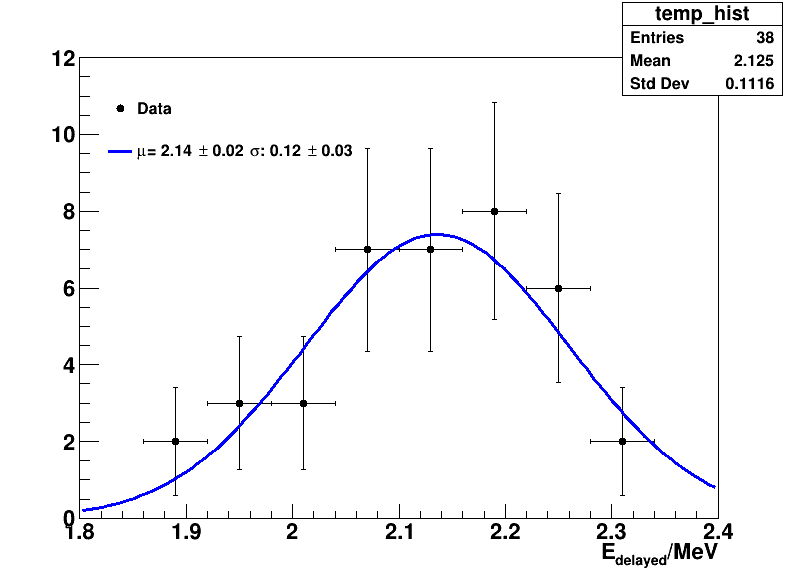 temp_hist
Entries 38
Mean 2.125
Std Dev 0.1116
12
10
8
6
4
2
0
Data
μ= 2.14 ± 0.02 σ: 0.12 ± 0.03
1.8 1.9 2 2.1 2.2 2.3 2.4
E_delayed/MeV